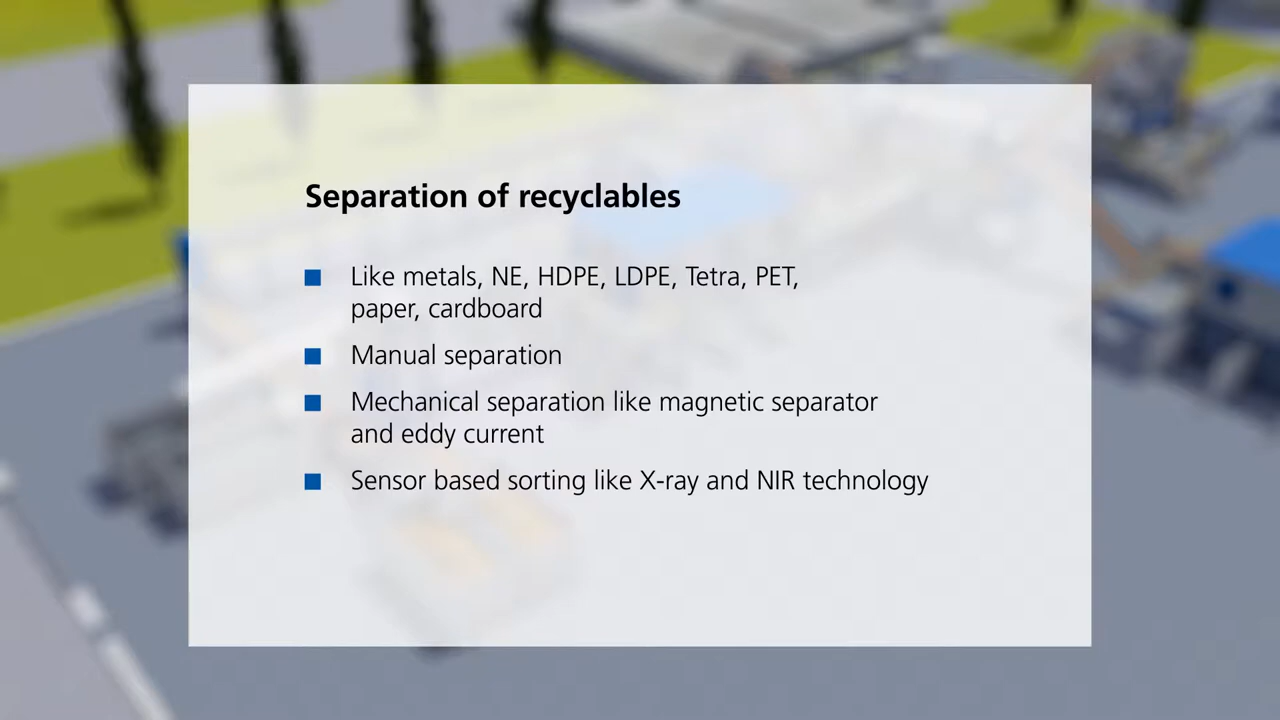 Separation of recyclables
Like metals, NE, HDPE, LDPE, Tetra, PET,
paper, cardboard
Manual separation
Mechanical separation like magnetic separator
and eddy current
Sensor based sorting like X-ray and NIR technology